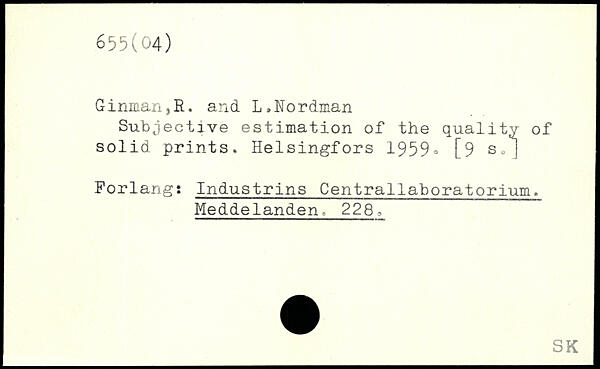 655(04)
Ginman,R. and L.Nordman
Subjective estimation of the quality of
solid prints. Helsingfors 1959. [9 s.]
Forlang: Industrins Centrallaboratorium.
Meddelanden. 228.
SK